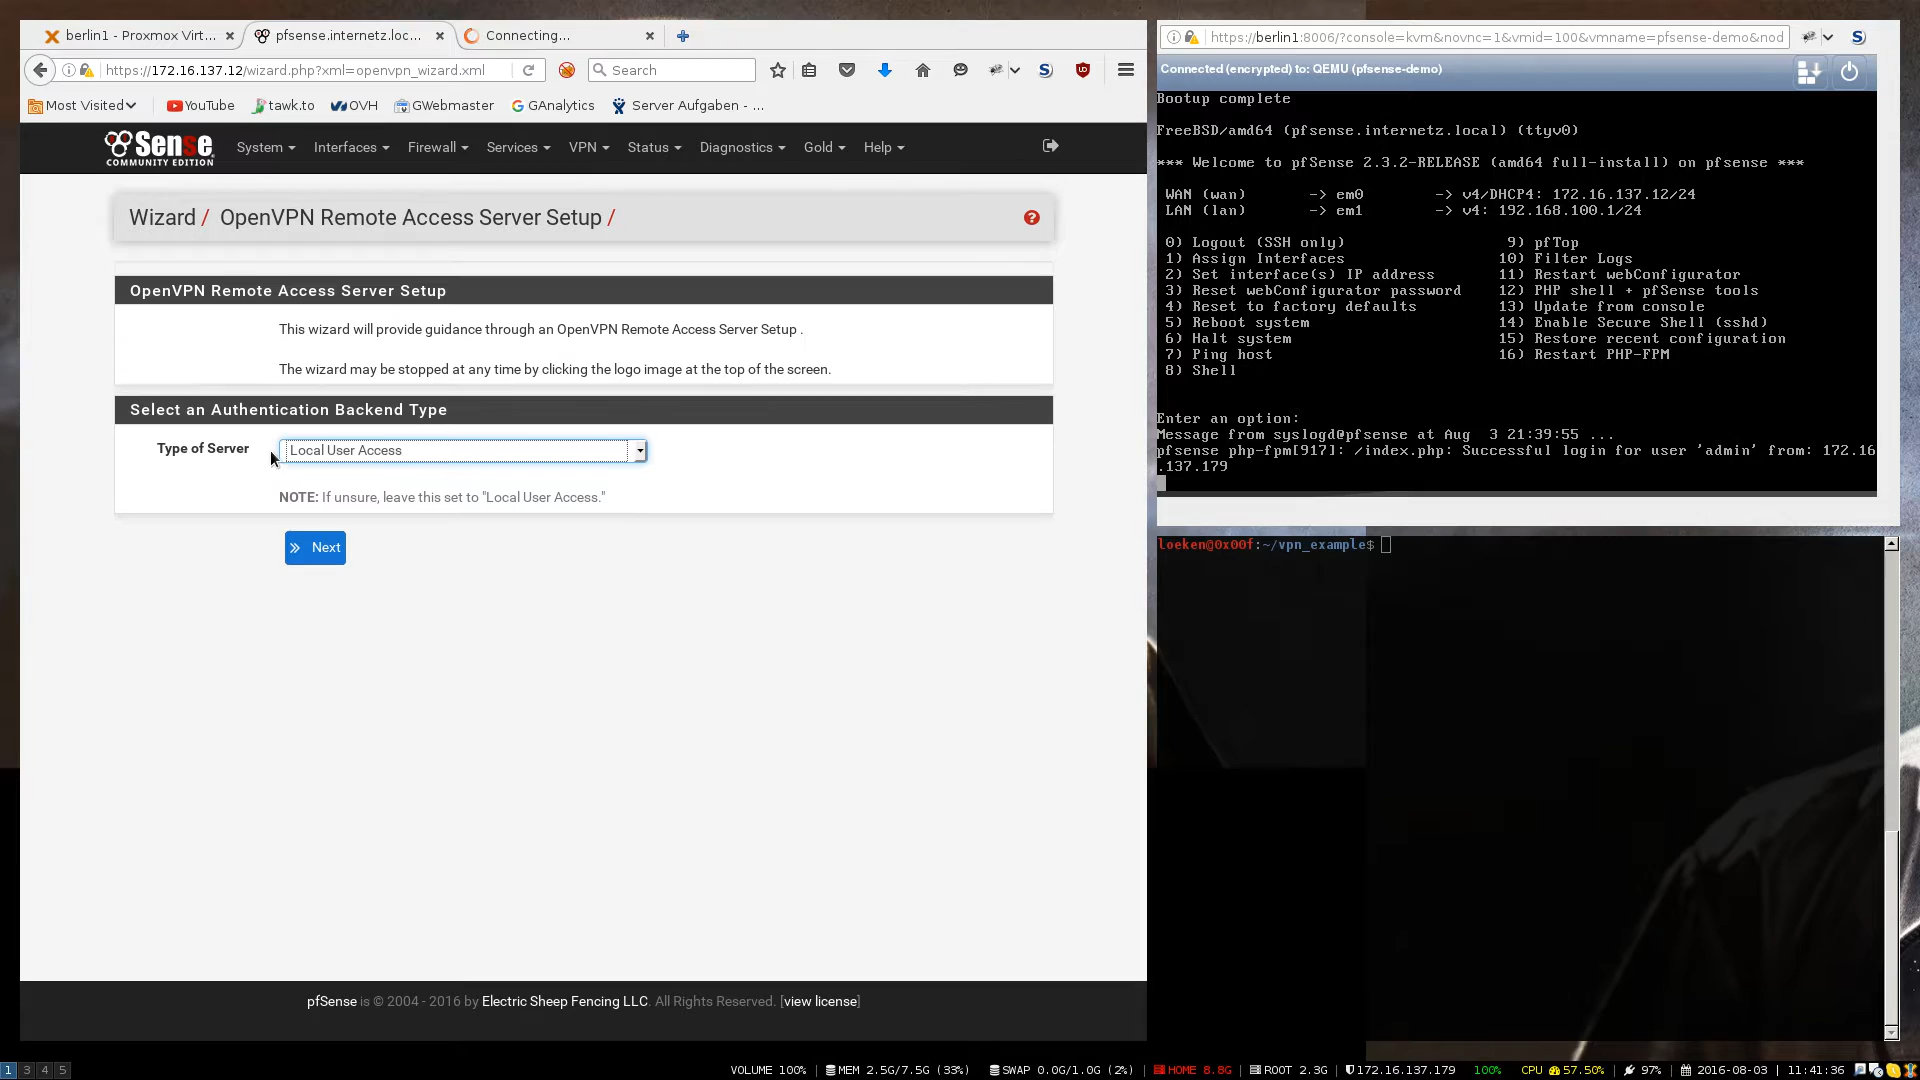 berlin1 - Proxmox Virt...
pfsense.internetz.loc...
Connecting...
https://172.16.137.12/wizard.php?xml=openvpn_wizard.xml
Search
Most Visited
YouTube
tawk.to
OVH
GWebmaster
GAnalytics
Server Aufgaben - ...
Sense
COMMUNITY EDITION
System
Interfaces
Firewall
Services
VPN
Status
Diagnostics
Gold
Help
Wizard / OpenVPN Remote Access Server Setup /
OpenVPN Remote Access Server Setup
This wizard will provide guidance through an OpenVPN Remote Access Server Setup .
The wizard may be stopped at any time by clicking the logo image at the top of the screen.
Select an Authentication Backend Type
Type of Server
Local User Access
NOTE: If unsure, leave this set to "Local User Access."
Next
pfSense is © 2004 - 2016 by Electric Sheep Fencing LLC. All Rights Reserved. [view license]
https://berlin1:8006/?console=kvm&novnc=1&vmid=100&vmname=pfsense-demo&nod
Connected (encrypted) to: QEMU (pfsense-demo)
Bootup complete
FreeBSD/amd64 (pfsense.internetz.local) (ttyv0)
*** Welcome to pfSense 2.3.2-RELEASE (amd64 full-install) on pfsense ***
WAN (wan) -> em0 -> v4/DHCP4: 172.16.137.12/24
LAN (lan) -> em1 -> v4: 192.168.100.1/24
0) Logout (SSH only) 9) pfTop
1) Assign Interfaces 10) Filter Logs
2) Set interface(s) IP address 11) Restart webConfigurator
3) Reset webConfigurator password 12) PHP shell + pfSense tools
4) Reset to factory defaults 13) Update from console
5) Reboot system 14) Enable Secure Shell (sshd)
6) Halt system 15) Restore recent configuration
7) Ping host 16) Restart PHP-FPM
8) Shell
Enter an option:
Message from syslogd@pfsense at Aug  3 21:39:55 ...
pfsense php-fpm[917]: /index.php: Successful login for user 'admin' from: 172.16
.137.179
loeken@0x00f:~/vpn_example$
1 3 4 5
VOLUME 100% | MEM 2.5G/7.5G (33%) | SWAP 0.0G/1.0G (2%) | HOME 8.8G | ROOT 2.3G | 172.16.137.179 100% | CPU 57.50% | 97% | 2016-08-03 | 11:41:36